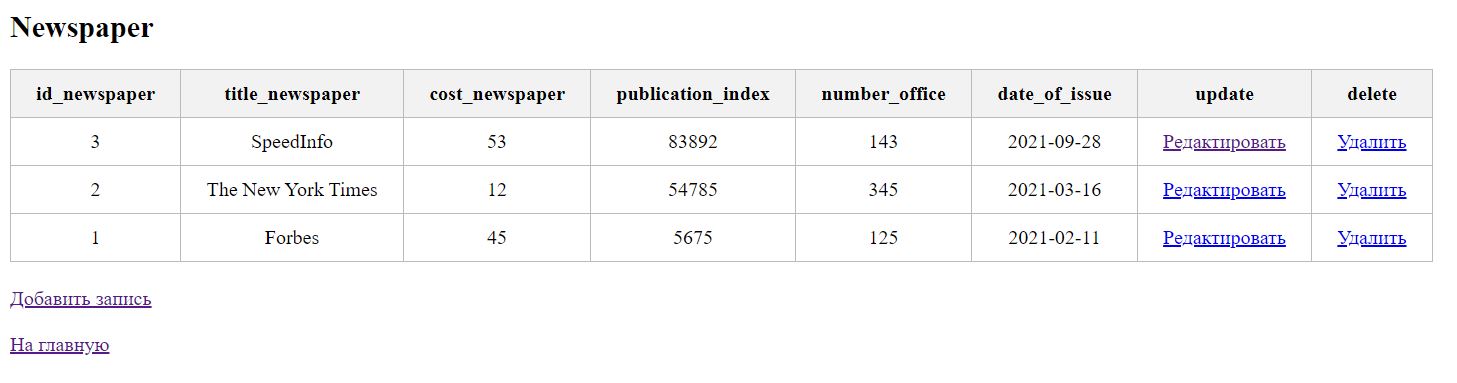 Newspaper
id_newspaper title_newspaper cost_newspaper publication_index number_office date_of_issue update delete
3 SpeedInfo 53 83892 143 2021-09-28 Редактировать Удалить
2 The New York Times 12 54785 345 2021-03-16 Редактировать Удалить
1 Forbes 45 5675 125 2021-02-11 Редактировать Удалить
Добавить запись
На главную